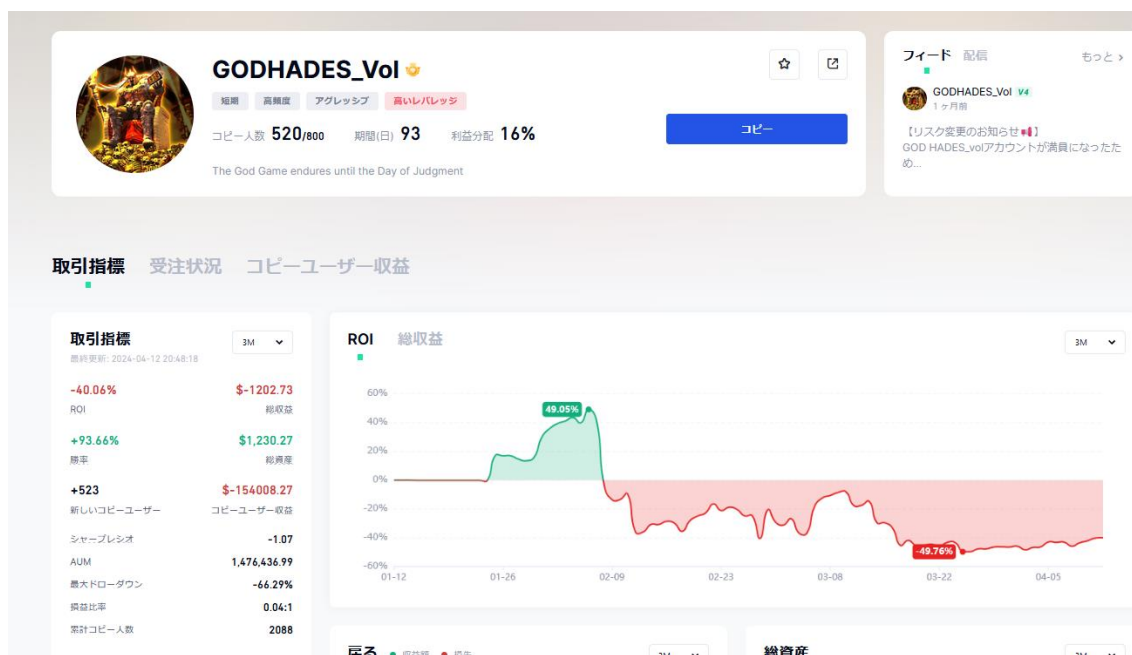 GODHADES_Vol
短期 高頻度 アグレッシブ 高いレバレッジ
コピー人数 520/800 期間(日) 93 利益分配 16%
コピー
The God Game endures until the Day of Judgment
フィード 配信 もっと ›
GODHADES_Vol V4
1 ヶ月前
【リスク変更のお知らせ📢】
GOD HADES_volアカウントが満員になったた
め...
取引指標 受注状況 コピーユーザー収益
取引指標 3M
最終更新: 2024-04-12 20:48:18
-40.06% $-1202.73
ROI 総収益
+93.66% $1,230.27
勝率 総資産
+523 $-154008.27
新しいコピーユーザー コピーユーザー収益
シャープレシオ -1.07
AUM 1,476,436.99
最大ドローダウン -66.29%
損益比率 0.04:1
累計コピー人数 2088
ROI 総収益 3M
60%
40%
20%
0%
-20%
-40%
-60%
49.05%
-49.76%
01-12 01-26 02-09 02-23 03-08 03-22 04-05
戻る
総資産